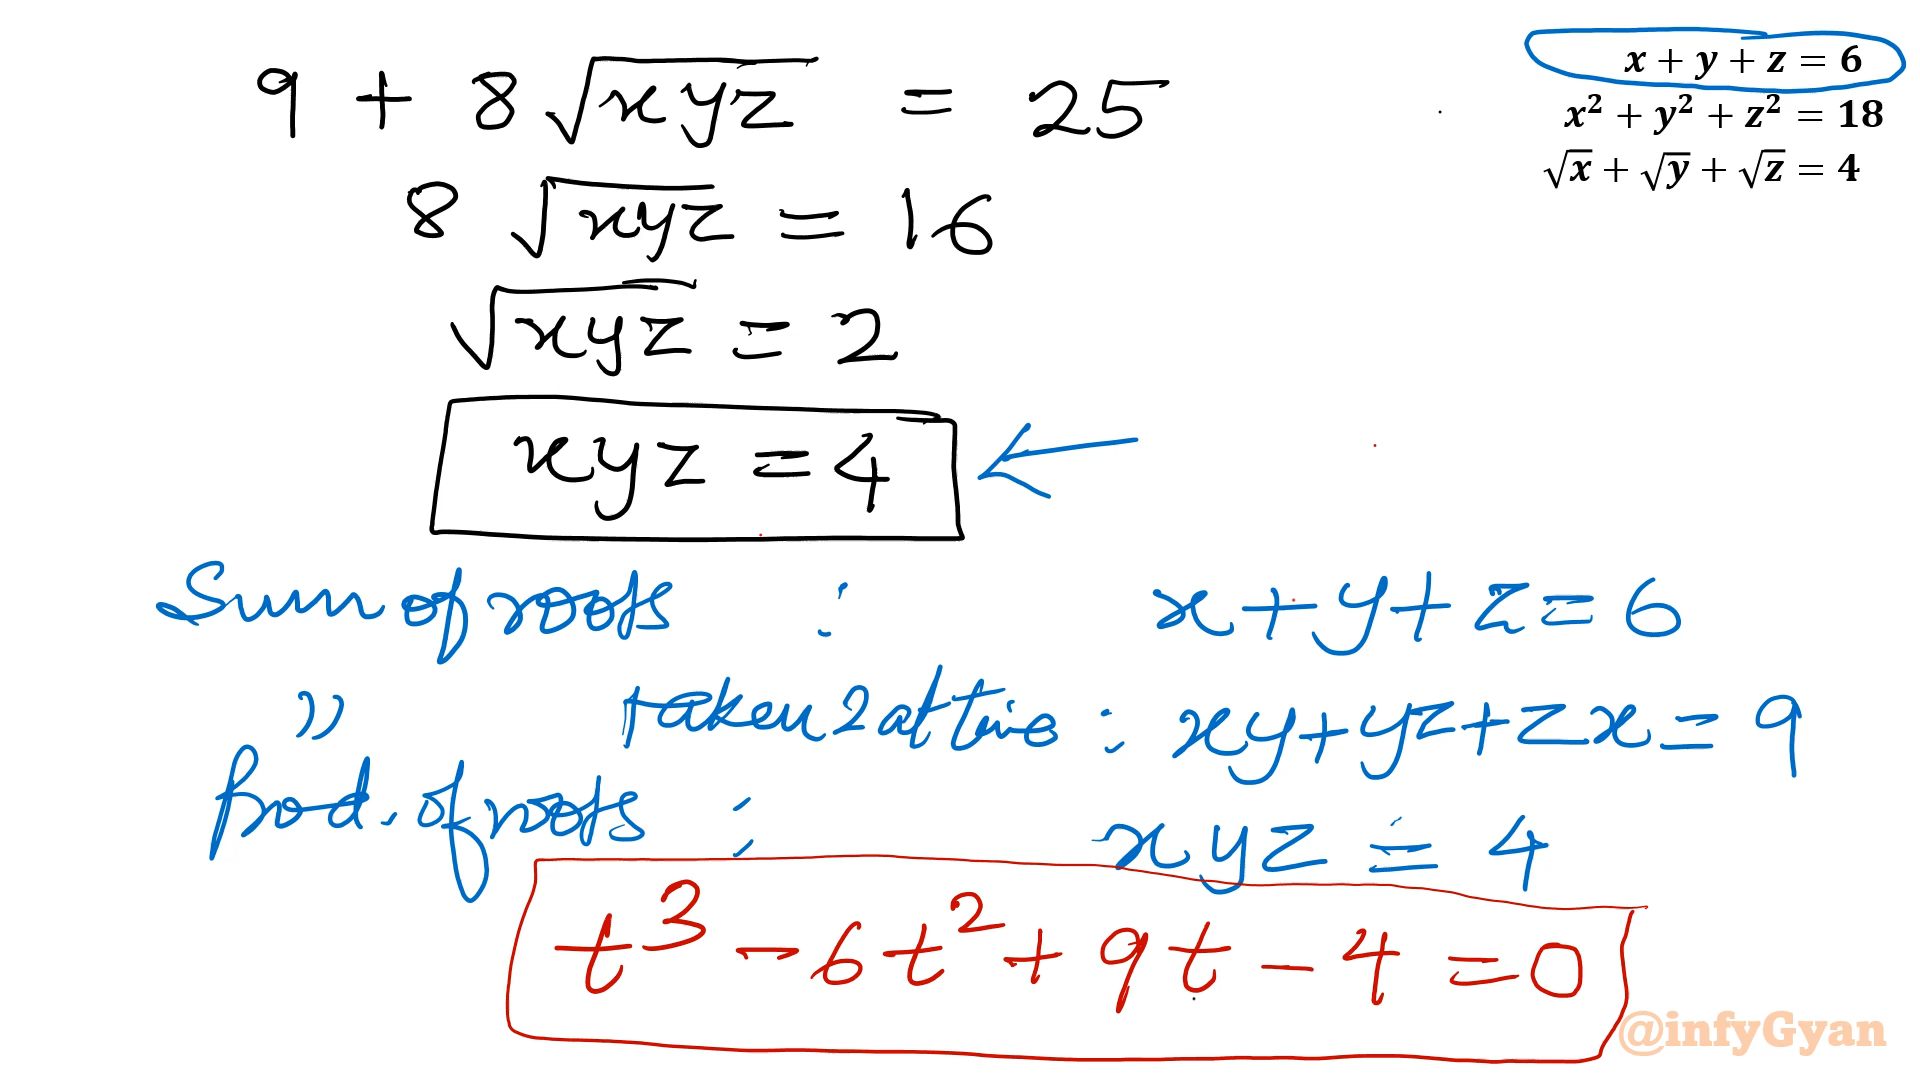 x + y + z = 6
x² + y² + z² = 18
√x + √y + √z = 4
9 + 8√xyz = 25
8 √xyz = 16
√xyz = 2
xyz = 4
Sum of roots : x + y + z = 6
" taken 2 at time : xy + yz + zx = 9
Prod. of roots : xyz = 4
t³ - 6t² + 9t - 4 = 0
@infyGyan